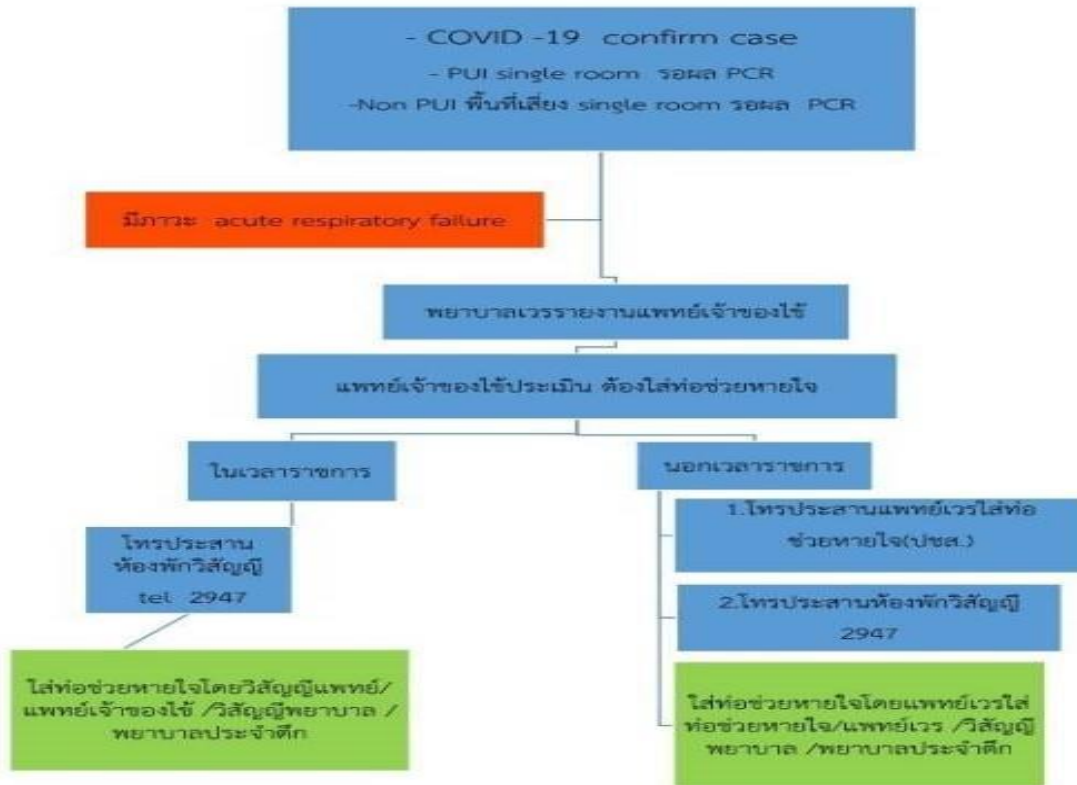 - COVID -19 confirm case
- PUI single room รอผล PCR
-Non PUI พื้นที่เสี่ยง single room รอผล PCR
มีภาวะ acute respiratory failure
พยาบาลเวรรายงานแพทย์เจ้าของไข้
แพทย์เจ้าของไข้ประเมิน ต้องใส่ท่อช่วยหายใจ
ในเวลาราชการ
โทรประสาน
ห้องพักวิสัญญี
tel 2947
ใส่ท่อช่วยหายใจโดยวิสัญญีแพทย์/
แพทย์เจ้าของไข้ /วิสัญญีพยาบาล /
พยาบาลประจำตึก
นอกเวลาราชการ
1.โทรประสานแพทย์เวรใส่ท่อ
ช่วยหายใจ(ปชส.)
2.โทรประสานห้องพักวิสัญญี
2947
ใส่ท่อช่วยหายใจโดยแพทย์เวรใส่
ท่อช่วยหายใจ/แพทย์เวร /วิสัญญี
พยาบาล /พยาบาลประจำตึก